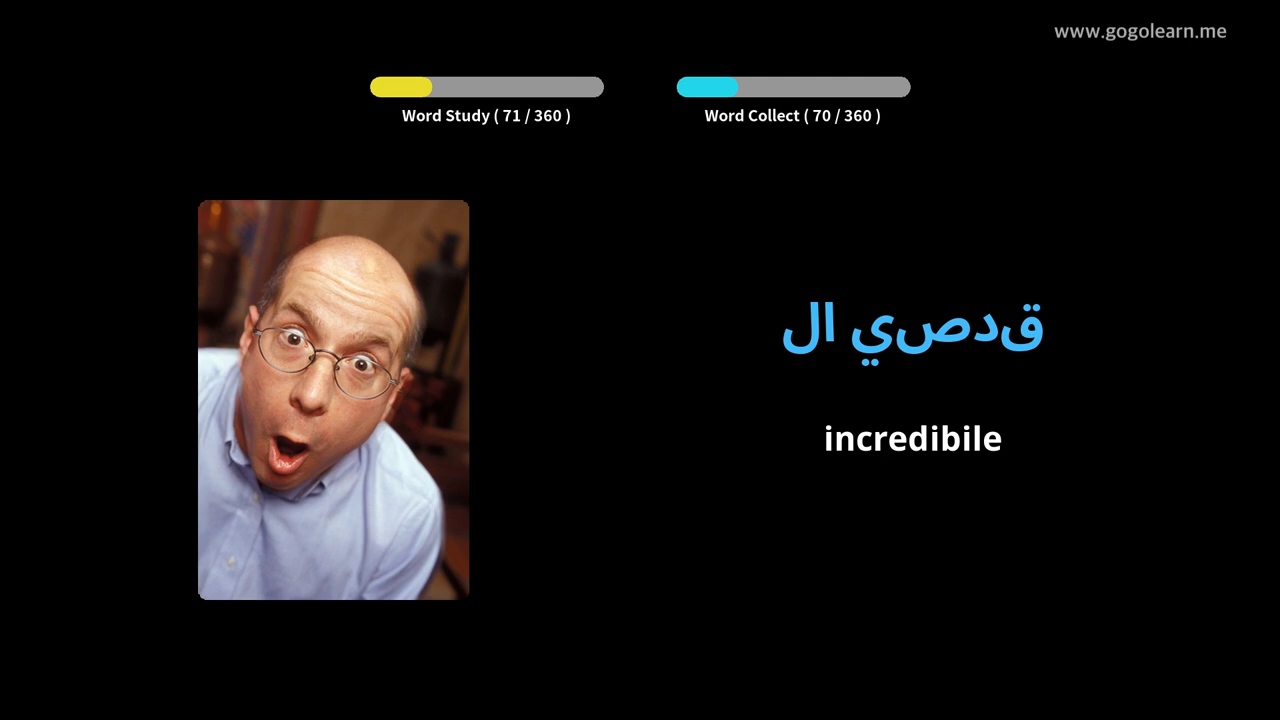 www.gogolearn.me
Word Study ( 71 / 360 )
Word Collect ( 70 / 360 )
قدصي ال
incredibile